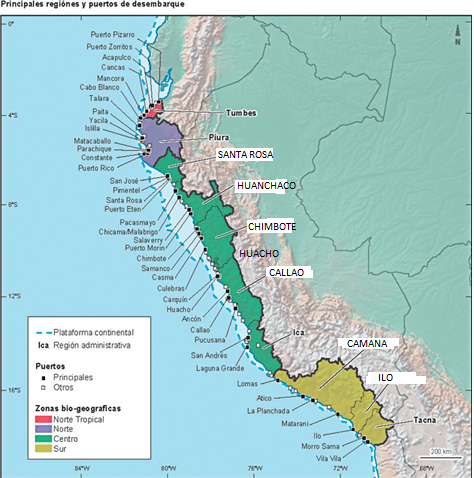 Principales regiónes y puertos de desembarque
0°
4°S
8°S
12°S
16°S
Puerto Pizarro
Puerto Zorritos
Acapulco
Cancas
Mancora
Cabo Blanco
Talara
Paita
Yacila
Islilla
Matacaballo
Parachique
Constante
Puerto Rico
San José
Pimentel
Santa Rosa
Puerto Eten
Pacasmayo
Chicama/Malabrigo
Salaverry
Puerto Morin
Chimbote
Samanco
Casma
Culebras
Carquín
Huacho
Ancón
Callao
Pucusana
San Andrés
Laguna Grande
Lomas
Atico
La Planchada
Matarani
Ilo
Morro Sama
Vila Vila
Tumbes
Piura
SANTA ROSA
HUANCHACO
CHIMBOTE
HUACHO
CALLAO
Ica
CAMANA
ILO
Tacna
Plataforma continental
Ica Región administrativa
Puertos
Principales
Otros
Zonas bio-geograficas
Norte Tropical
Norte
Centro
Sur
200 km
84°W
80°W
76°W
72°W